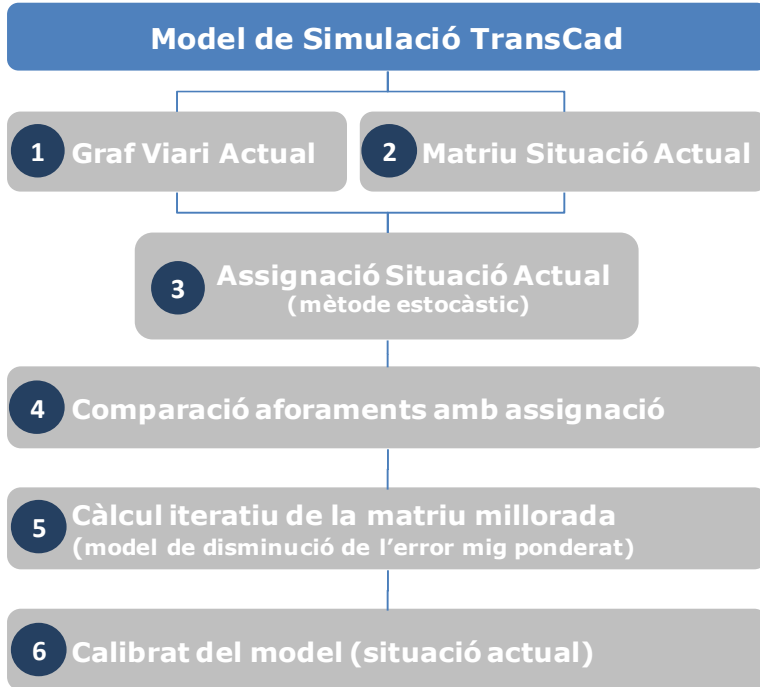 Model de Simulació TransCad
1 Graf Viari Actual
2 Matriu Situació Actual
3 Assignació Situació Actual
(mètode estocàstic)
4 Comparació aforaments amb assignació
5 Càlcul iteratiu de la matriu millorada
(model de disminució de l’error mig ponderat)
6 Calibrat del model (situació actual)